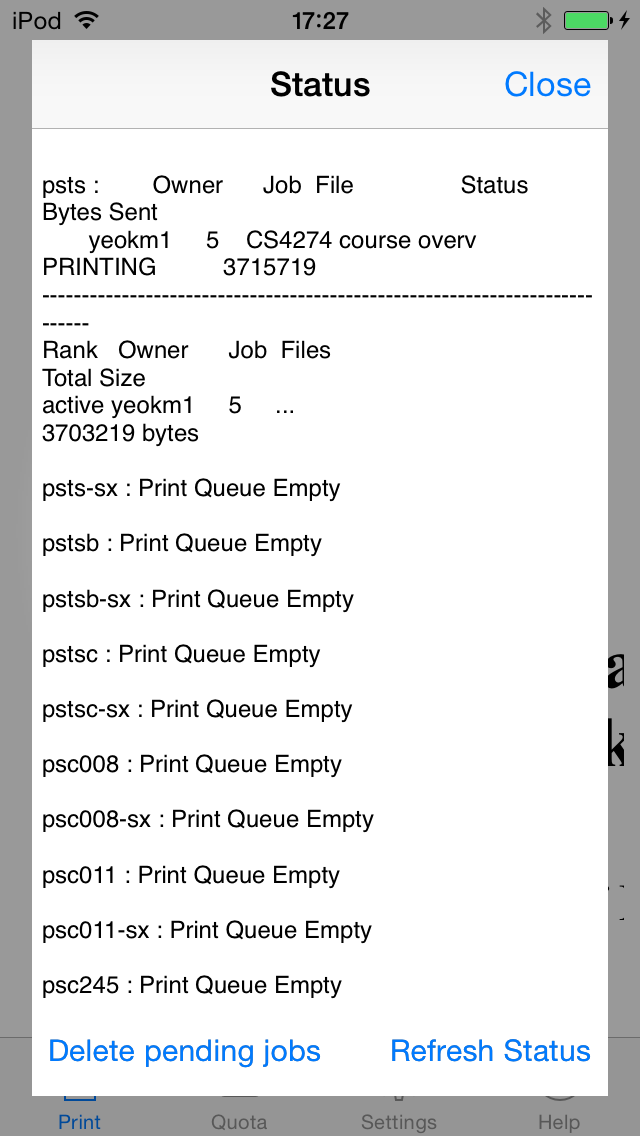 iPod 17:27
Status Close
psts : Owner Job File Status
Bytes Sent
yeokm1 5 CS4274 course overv
PRINTING 3715719
----------------------------------------------------------------------
------
Rank Owner Job Files
Total Size
active yeokm1 5 ...
3703219 bytes
psts-sx : Print Queue Empty
pstsb : Print Queue Empty
pstsb-sx : Print Queue Empty
pstsc : Print Queue Empty
pstsc-sx : Print Queue Empty
psc008 : Print Queue Empty
psc008-sx : Print Queue Empty
psc011 : Print Queue Empty
psc011-sx : Print Queue Empty
psc245 : Print Queue Empty
Delete pending jobs Refresh Status
Print Quota Settings Help